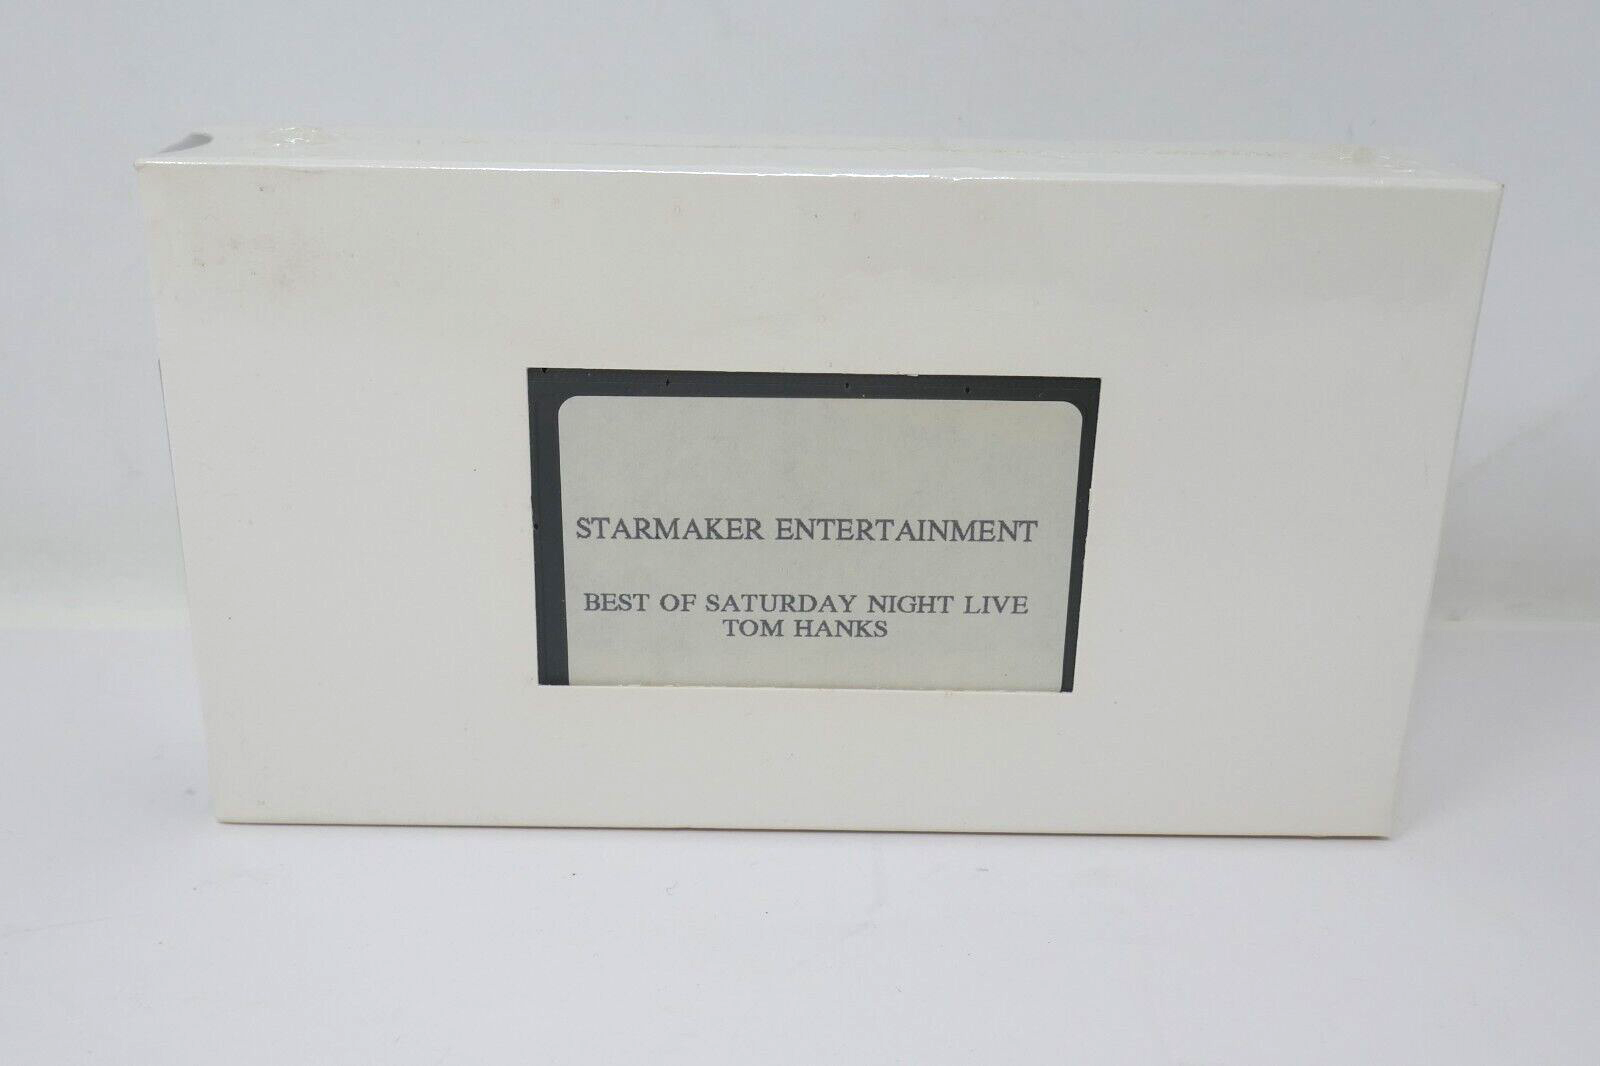 STARMAKER ENTERTAINMENT
BEST OF SATURDAY NIGHT LIVE
TOM HANKS